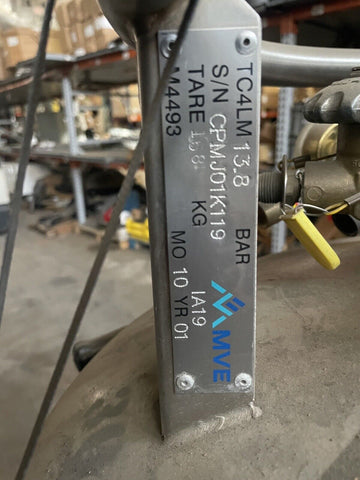 TC4LM 13.8 BAR
S/N CPMJ01K119
TARE KG IA19
M4493 MO 10 YR 01
MVE